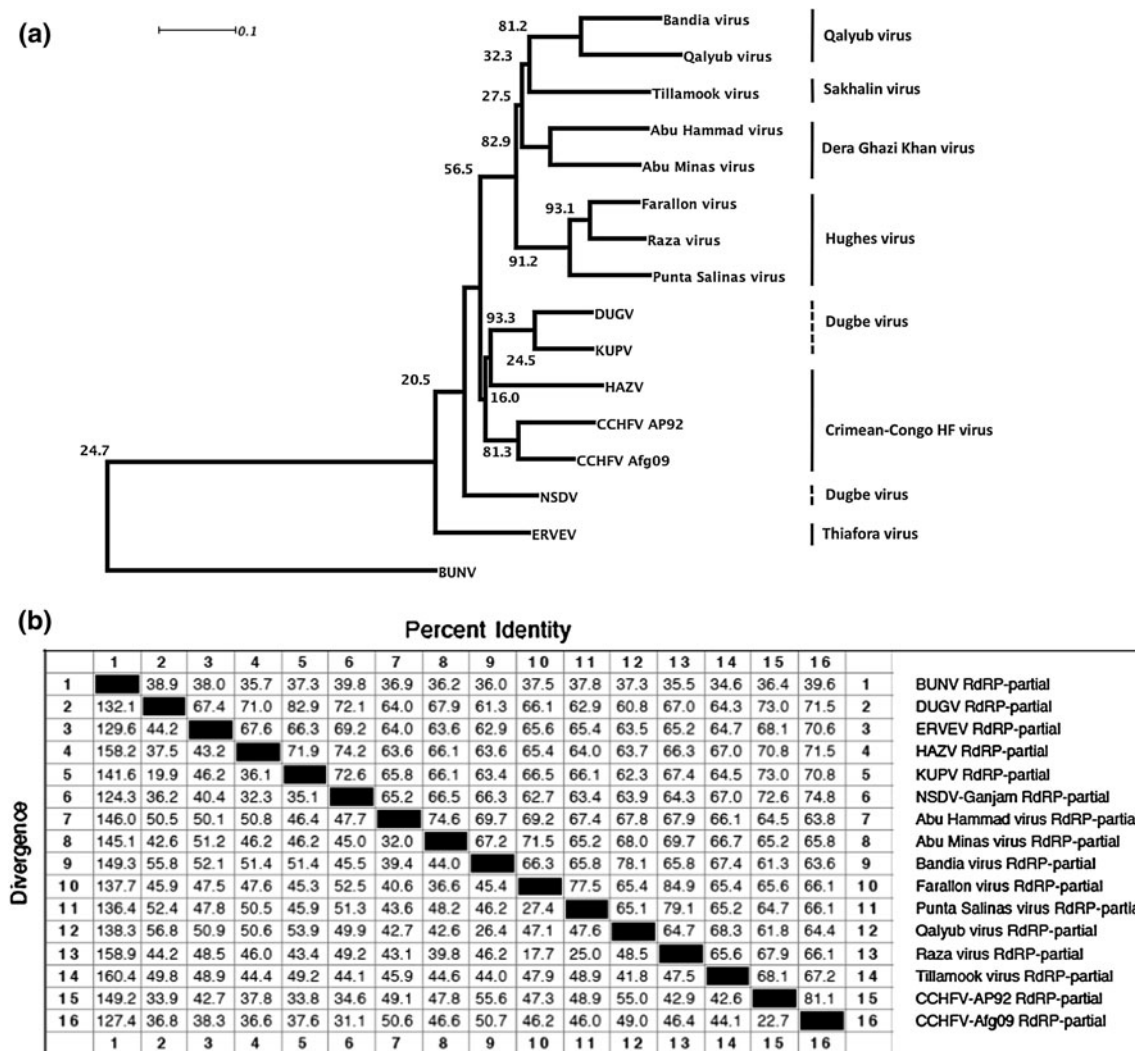 (a)
0.1
81.2
Bandia virus
Qalyub virus
Qalyub virus
32.3
Tillamook virus
Sakhalin virus
27.5
Abu Hammad virus
82.9
Dera Ghazi Khan virus
Abu Minas virus
56.5
Farallon virus
93.1
Raza virus
Hughes virus
91.2
Punta Salinas virus
DUGV
93.3
Dugbe virus
KUPV
24.5
20.5
HAZV
16.0
CCHFV AP92
Crimean-Congo HF virus
24.7
81.3
CCHFV Afg09
NSDV
Dugbe virus
ERVEV
Thiafora virus
BUNV
(b)
Percent Identity
Divergence
1 2 3 4 5 6 7 8 9 10 11 12 13 14 15 16
1 38.9 38.0 35.7 37.3 39.8 36.9 36.2 36.0 37.5 37.8 37.3 35.5 34.6 36.4 39.6 1 BUNV RdRP-partial
2 132.1 67.4 71.0 82.9 72.1 64.0 67.9 61.3 66.1 62.9 60.8 67.0 64.3 73.0 71.5 2 DUGV RdRP-partial
3 129.6 44.2 67.6 66.3 69.2 64.0 63.6 62.9 65.6 65.4 63.5 65.2 64.7 68.1 70.6 3 ERVEV RdRP-partial
4 158.2 37.5 43.2 71.9 74.2 63.6 66.1 63.6 65.4 64.0 63.7 66.3 67.0 70.8 71.5 4 HAZV RdRP-partial
5 141.6 19.9 46.2 36.1 72.6 65.8 66.1 63.4 66.5 66.1 62.3 67.4 64.5 73.0 70.8 5 KUPV RdRP-partial
6 124.3 36.2 40.4 32.3 35.1 65.2 66.5 66.3 62.7 63.4 63.9 64.3 67.0 72.6 74.8 6 NSDV-Ganjam RdRP-partial
7 146.0 50.5 50.1 50.8 46.4 47.7 74.6 69.7 69.2 67.4 67.8 67.9 66.1 64.5 63.8 7 Abu Hammad virus RdRP-partial
8 145.1 42.6 51.2 46.2 46.2 45.0 32.0 67.2 71.5 65.2 68.0 69.7 66.7 65.2 65.8 8 Abu Minas virus RdRP-partial
9 149.3 55.8 52.1 51.4 51.4 45.5 39.4 44.0 66.3 65.8 78.1 65.8 67.4 61.3 63.6 9 Bandia virus RdRP-partial
10 137.7 45.9 47.5 47.6 45.3 52.5 40.6 36.6 45.4 77.5 65.4 84.9 65.4 65.6 66.1 10 Farallon virus RdRP-partial
11 136.4 52.4 47.8 50.5 45.9 51.3 43.6 48.2 46.2 27.4 65.1 79.1 65.2 64.7 66.1 11 Punta Salinas virus RdRP-partia
12 138.3 56.8 50.9 50.6 53.9 49.9 42.7 42.6 26.4 47.1 47.6 64.7 68.3 61.8 64.4 12 Qalyub virus RdRP-partial
13 158.9 44.2 48.5 46.0 43.4 49.2 43.1 39.8 46.2 17.7 25.0 48.5 65.6 67.9 66.1 13 Raza virus RdRP-partial
14 160.4 49.8 48.9 44.4 49.2 44.1 45.9 44.6 44.0 47.9 48.9 41.8 47.5 68.1 67.2 14 Tillamook virus RdRP-partial
15 149.2 33.9 42.7 37.8 33.8 34.6 49.1 47.8 55.6 47.3 48.9 55.0 42.9 42.6 81.1 15 CCHFV-AP92 RdRP-partial
16 127.4 36.8 38.3 36.6 37.6 31.1 50.6 46.6 50.7 46.2 46.0 49.0 46.4 44.1 22.7 16 CCHFV-Afg09 RdRP-partial
1 2 3 4 5 6 7 8 9 10 11 12 13 14 15 16